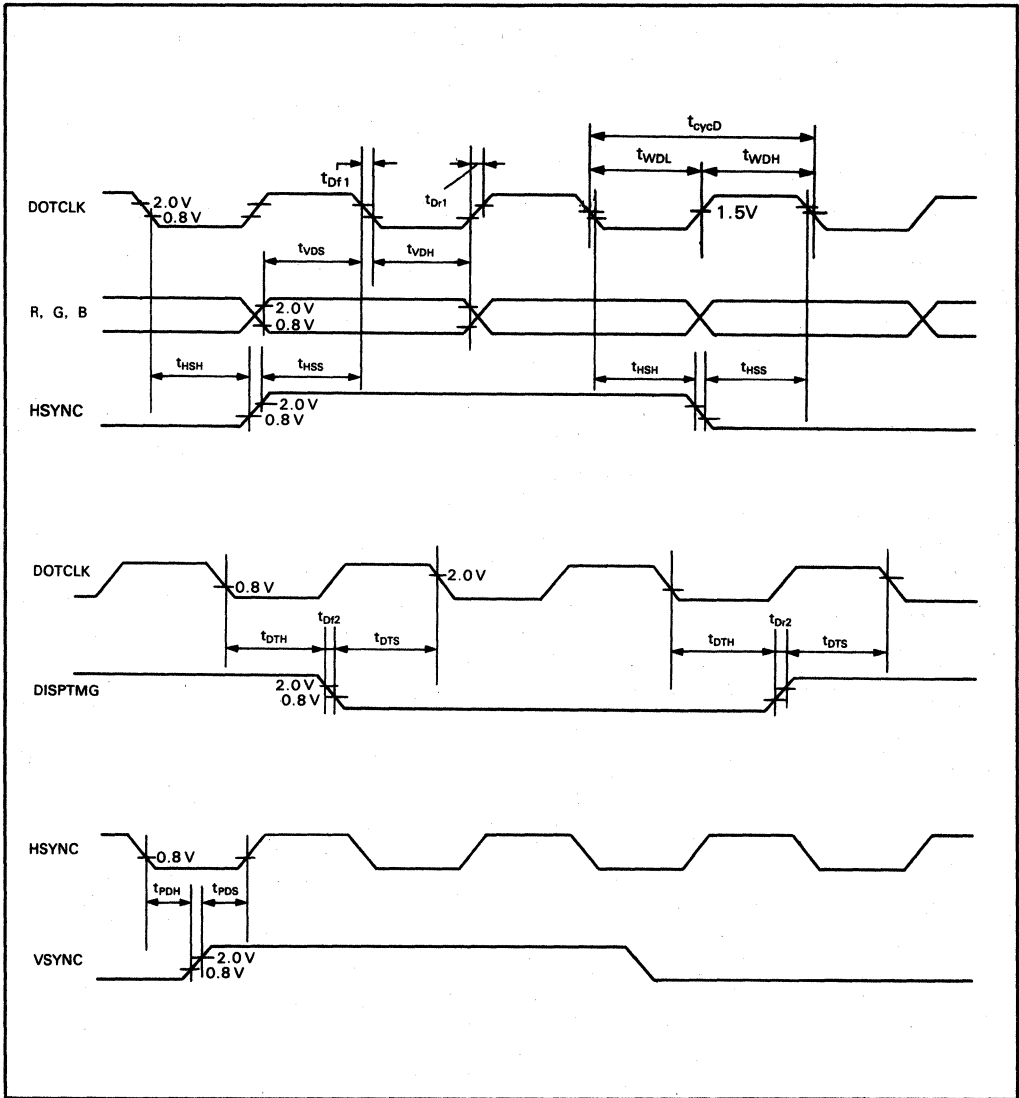 tcycD
tWDL tWDH
tDf1
tDr1
DOTCLK
2.0 V
0.8 V
1.5V
tVDS tVDH
R, G, B
2.0 V
0.8 V
tHSH tHSS tHSH tHSS
HSYNC
2.0 V
0.8 V
DOTCLK
0.8 V
2.0 V
tDf2 tDr2
tDTH tDTS tDTH tDTS
DISPTMG
2.0 V
0.8 V
HSYNC
0.8 V
tPDH tPDS
VSYNC
2.0 V
0.8 V